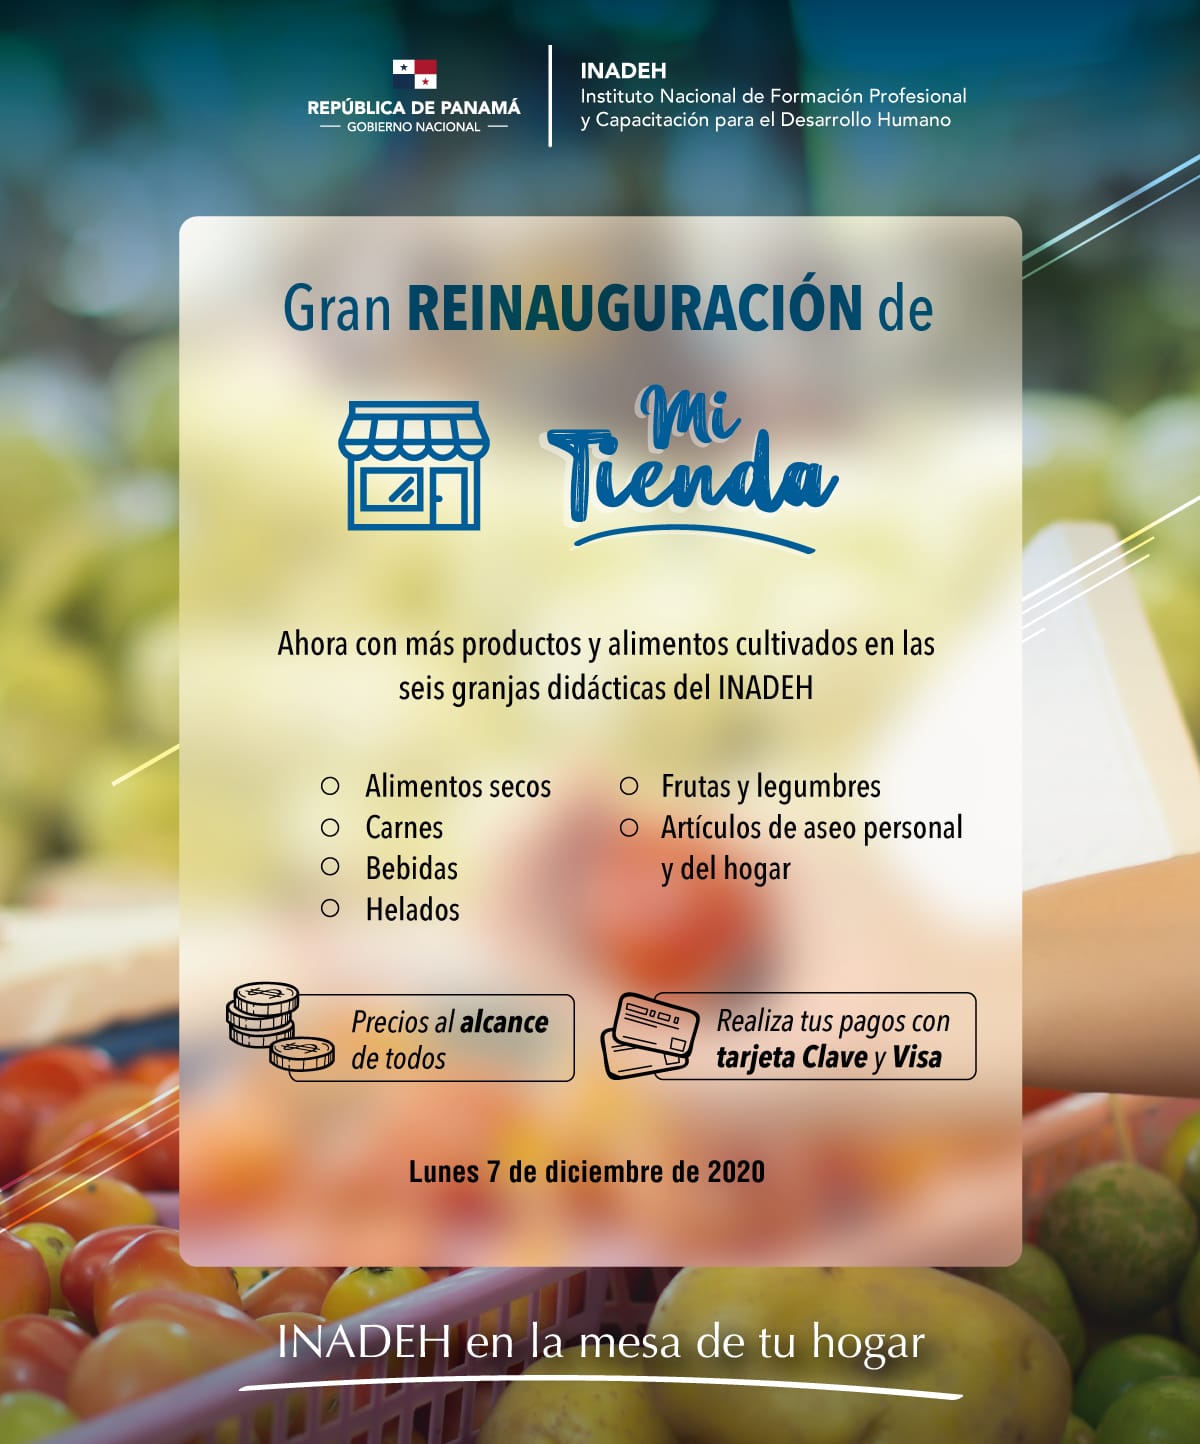 REPÚBLICA DE PANAMÁ
GOBIERNO NACIONAL
INADEH
Instituto Nacional de Formación Profesional
y Capacitación para el Desarrollo Humano
Gran REINAUGURACIÓN de
Mi
Tienda
Ahora con más productos y alimentos cultivados en las
seis granjas didácticas del INADEH
Alimentos secos
Carnes
Bebidas
Helados
Frutas y legumbres
Artículos de aseo personal
y del hogar
Precios al alcance
de todos
Realiza tus pagos con
tarjeta Clave y Visa
Lunes 7 de diciembre de 2020
INADEH en la mesa de tu hogar